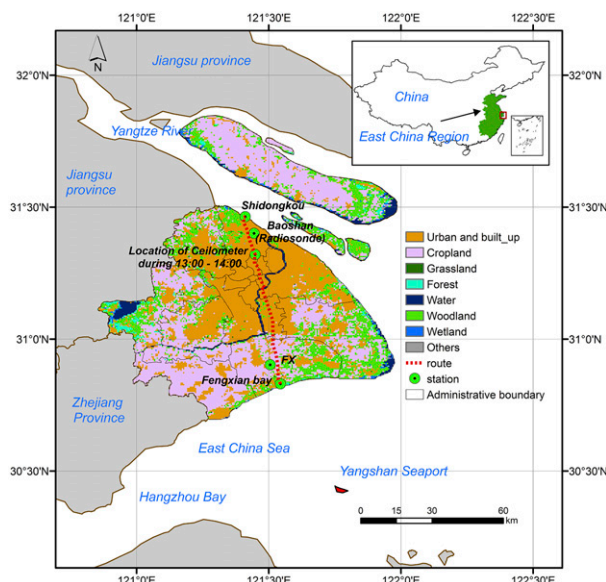 121°0'E 121°30'E 122°0'E 122°30'E
N
Jiangsu province
32°0'N
32°0'N
China
East China Region
Yangtze River
Jiangsu
province
31°30'N
31°30'N
Shidongkou
Baoshan
(Radiosonde)
Location of Ceilometer
during 13:00 - 14:00
Urban and built_up
Cropland
Grassland
Forest
Water
Woodland
Wetland
Others
route
station
Administrative boundary
31°0'N
31°0'N
FX
Fengxian bay
Zhejiang
Province
East China Sea
Yangshan Seaport
30°30'N
30°30'N
Hangzhou Bay
0 15 30 60
km
121°0'E 121°30'E 122°0'E 122°30'E